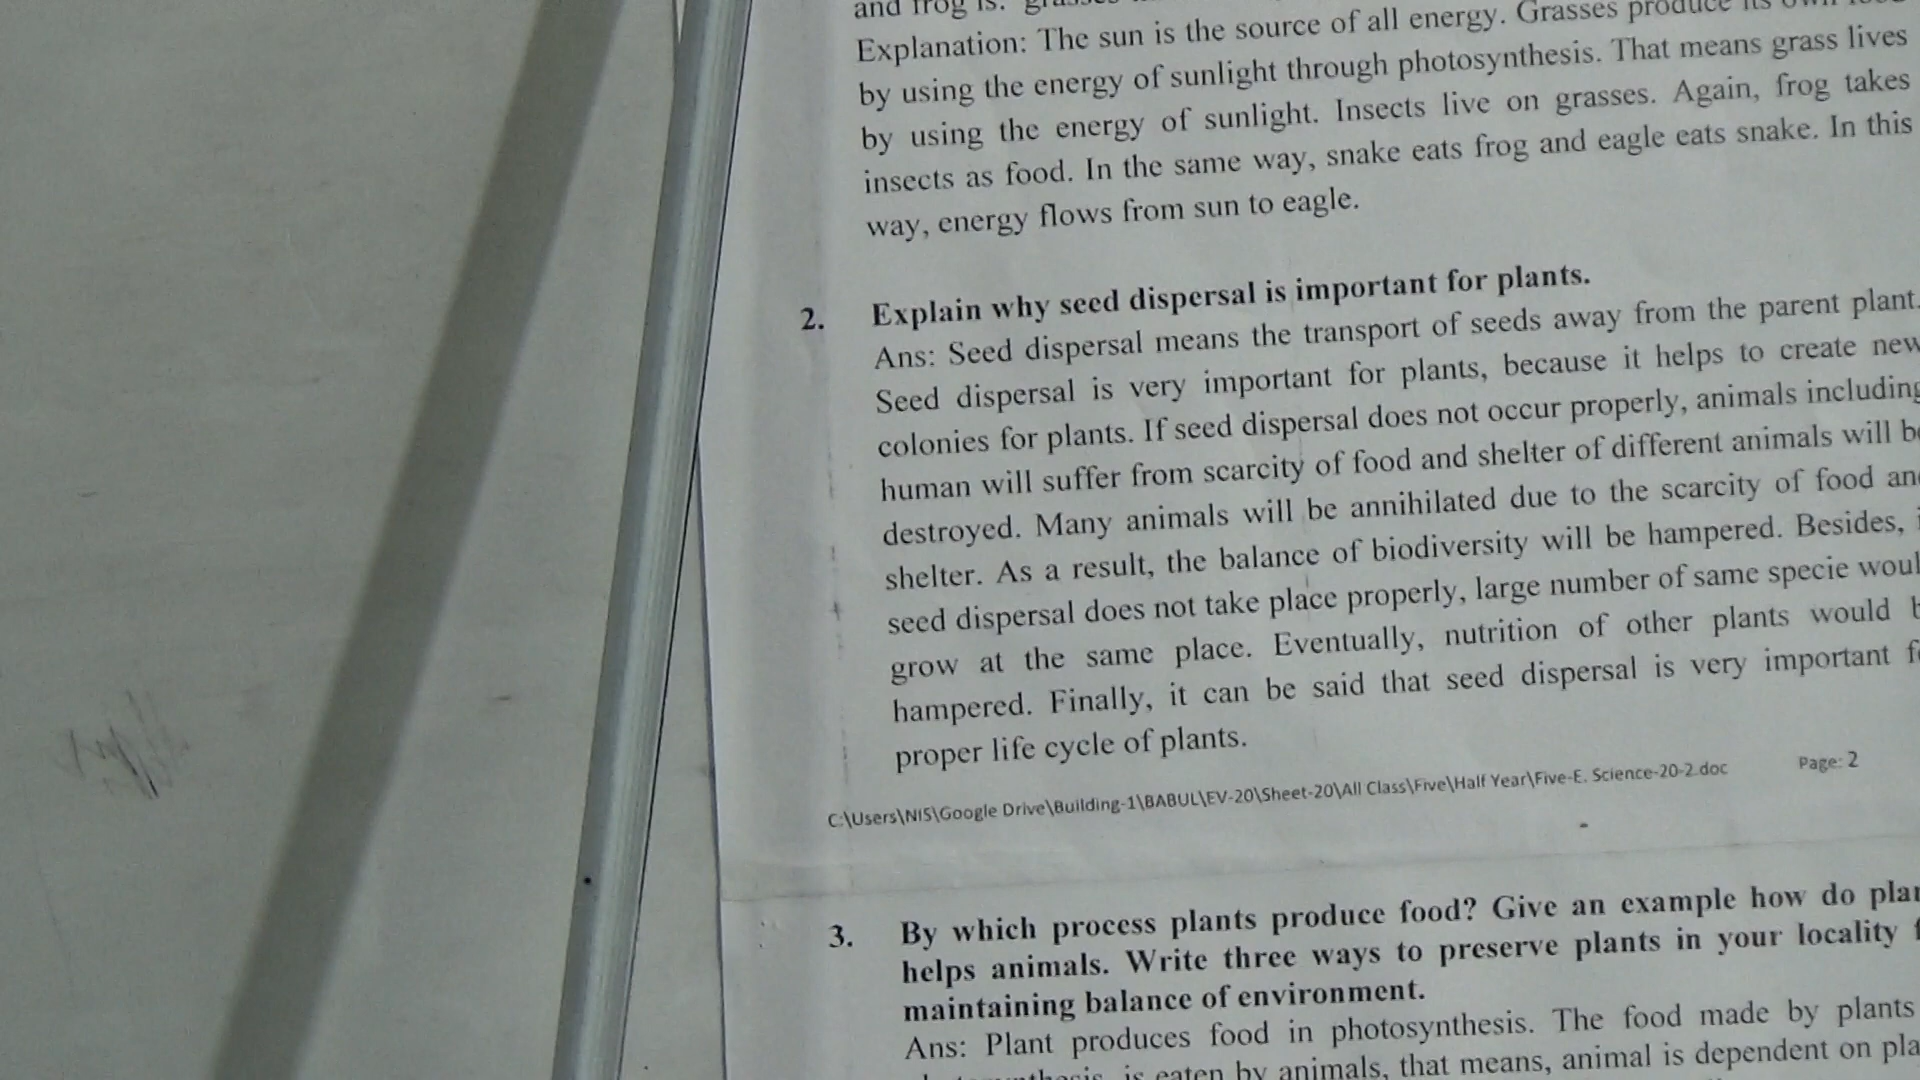 and frog is:
Explanation: The sun is the source of all energy. Grasses produce its own food
by using the energy of sunlight through photosynthesis. That means grass lives
by using the energy of sunlight. Insects live on grasses. Again, frog takes
insects as food. In the same way, snake eats frog and eagle eats snake. In this
way, energy flows from sun to eagle.
2. Explain why seed dispersal is important for plants.
Ans: Seed dispersal means the transport of seeds away from the parent plant.
Seed dispersal is very important for plants, because it helps to create new
colonies for plants. If seed dispersal does not occur properly, animals including
human will suffer from scarcity of food and shelter of different animals will
destroyed. Many animals will be annihilated due to the scarcity of food
shelter. As a result, the balance of biodiversity will be hampered. Besides,
seed dispersal does not take place properly, large number of same specie
grow at the same place. Eventually, nutrition of other plants would
hampered. Finally, it can be said that seed dispersal is very important
proper life cycle of plants.
C:\Users\NIS\Google Drive\Building-1\BABUL\EV-20\Sheet-20\All Class\Five\Half Year\Five-E. Science-20-2.doc Page: 2
3. By which process plants produce food? Give an example how do
helps animals. Write three ways to preserve plants in your locality
maintaining balance of environment.
Ans: Plant produces food in photosynthesis. The food made by plants
is eaten by animals, that means, animal is dependent on